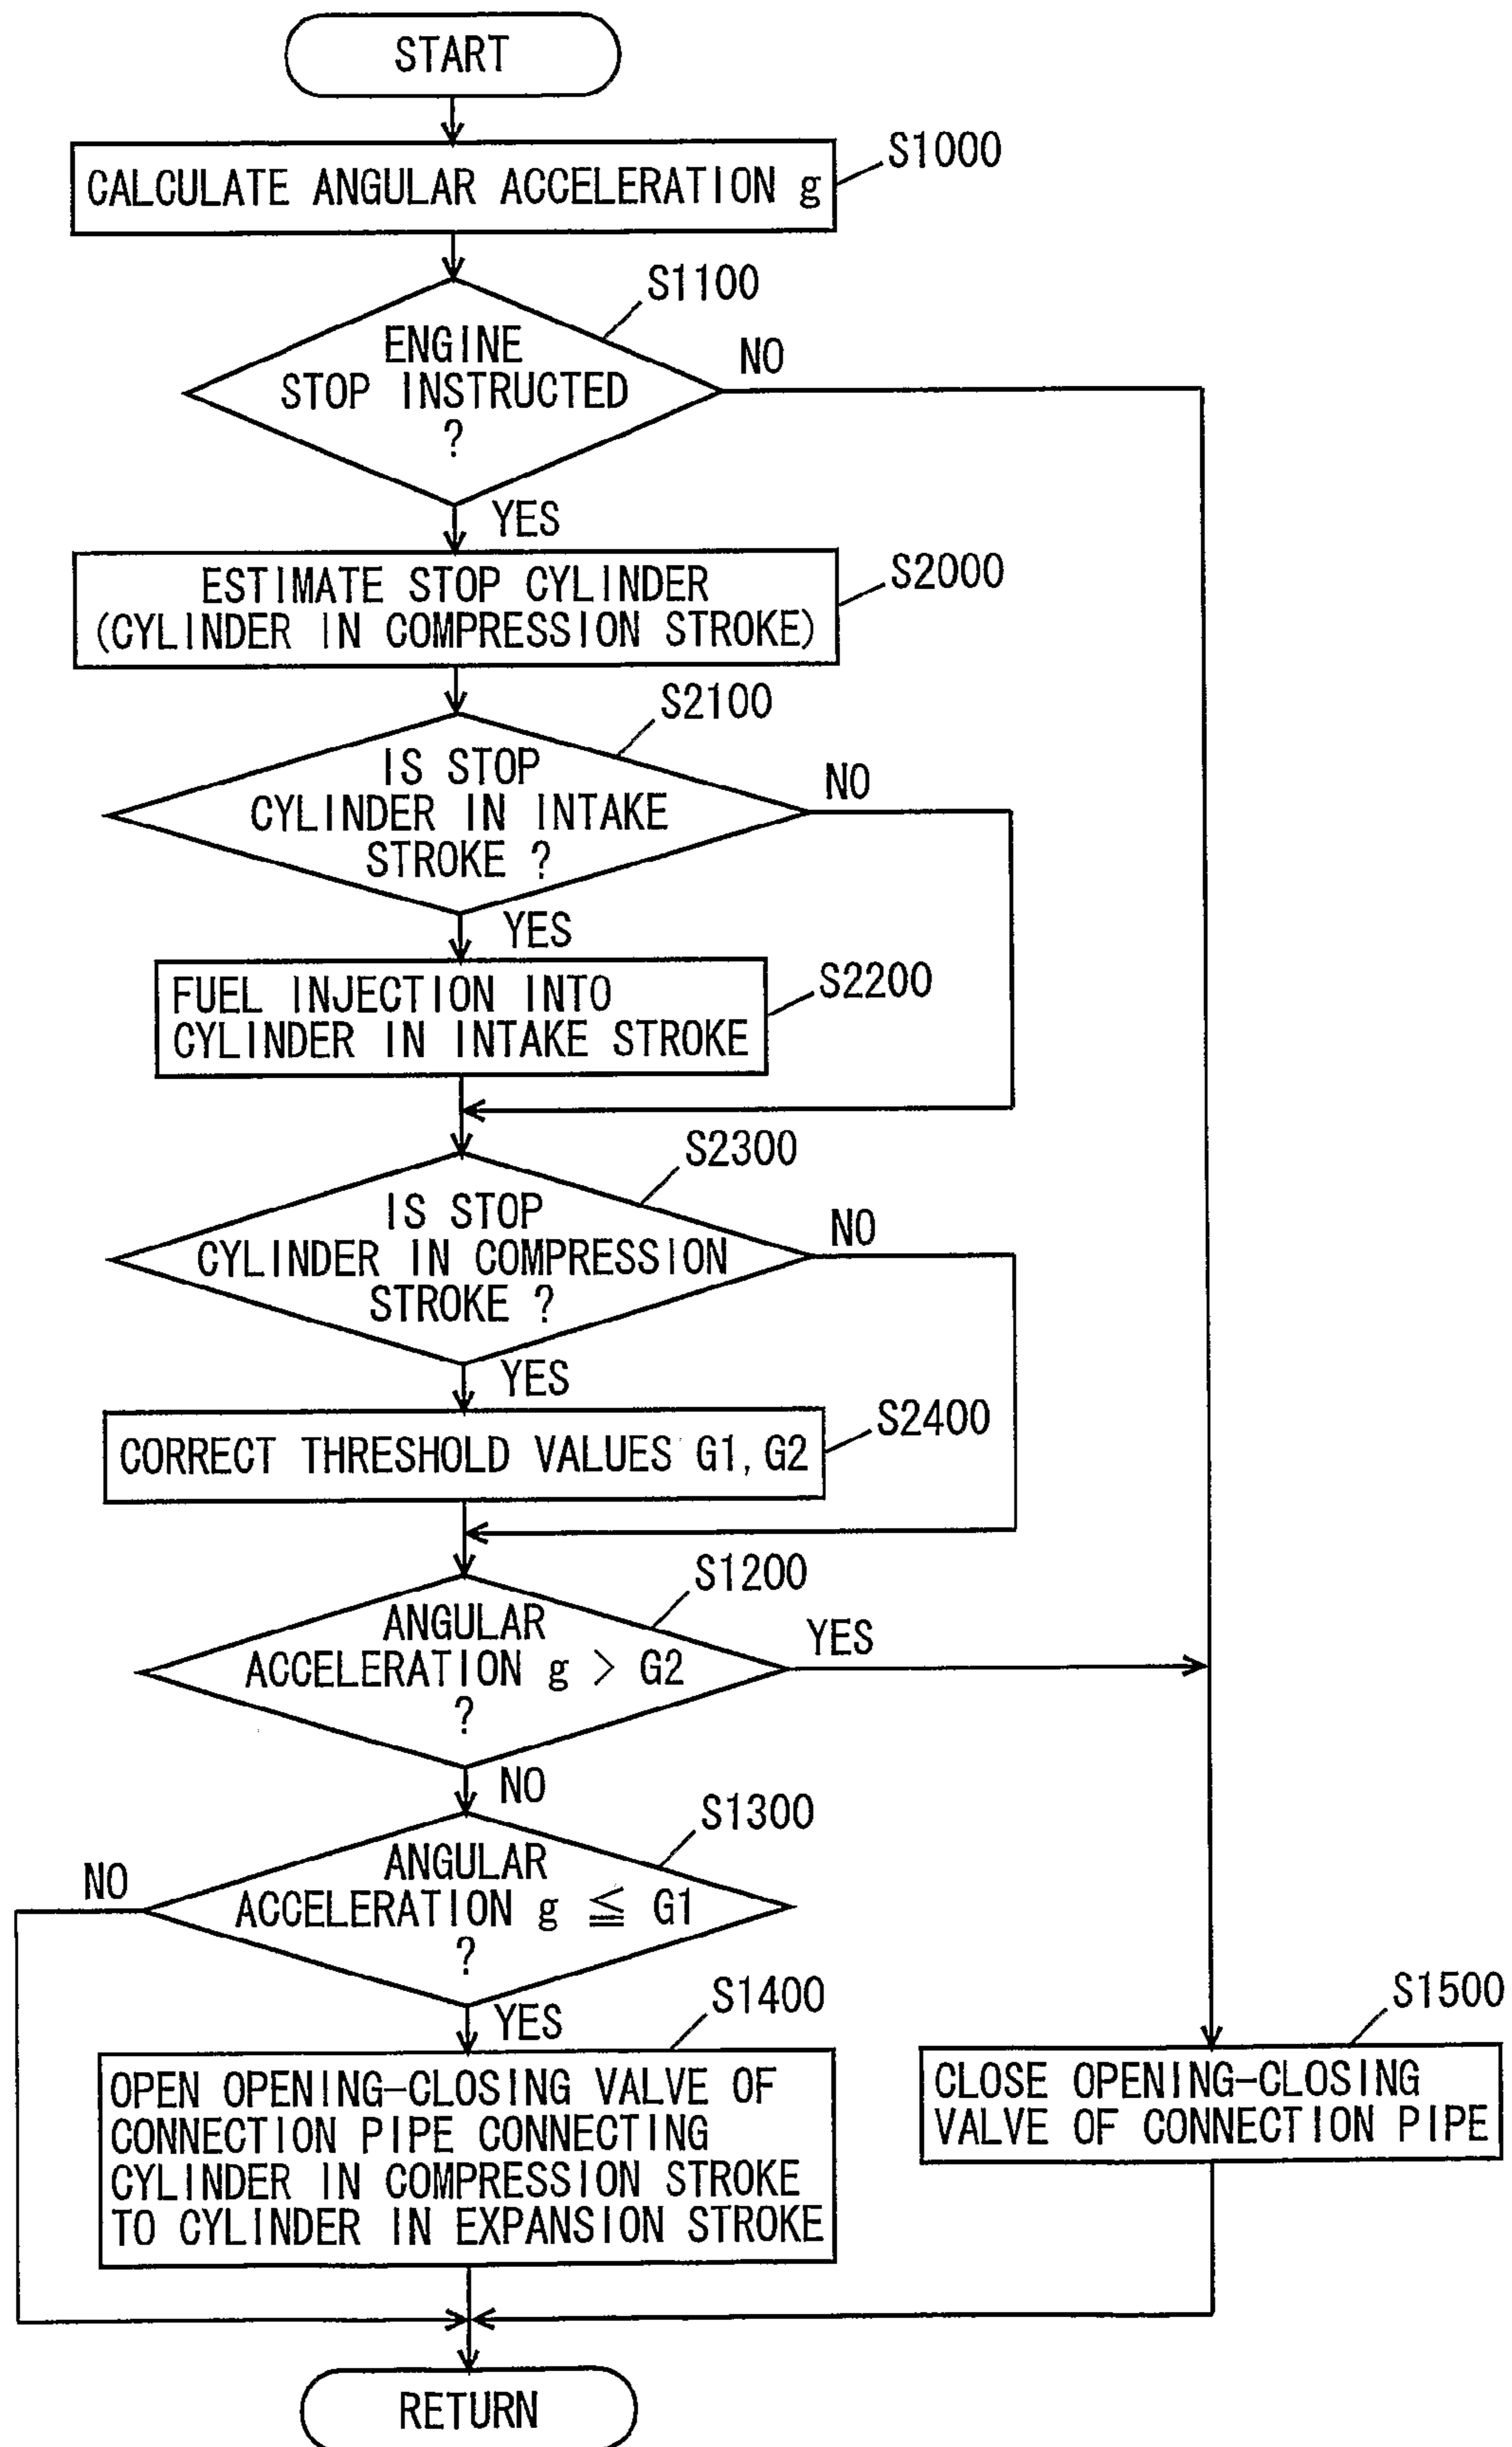 START
CALCULATE ANGULAR ACCELERATION g
S1000
S1100
ENGINE
STOP INSTRUCTED
?
NO
YES
ESTIMATE STOP CYLINDER
(CYLINDER IN COMPRESSION STROKE)
S2000
S2100
IS STOP
CYLINDER IN INTAKE
STROKE ?
NO
YES
FUEL INJECTION INTO
CYLINDER IN INTAKE STROKE
S2200
S2300
IS STOP
CYLINDER IN COMPRESSION
STROKE ?
NO
YES
CORRECT THRESHOLD VALUES G1, G2
S2400
S1200
ANGULAR
ACCELERATION g > G2
?
YES
NO
S1300
ANGULAR
ACCELERATION g ≦ G1
?
NO
YES
S1400
OPEN OPENING-CLOSING VALVE OF
CONNECTION PIPE CONNECTING
CYLINDER IN COMPRESSION STROKE
TO CYLINDER IN EXPANSION STROKE
S1500
CLOSE OPENING-CLOSING
VALVE OF CONNECTION PIPE
RETURN